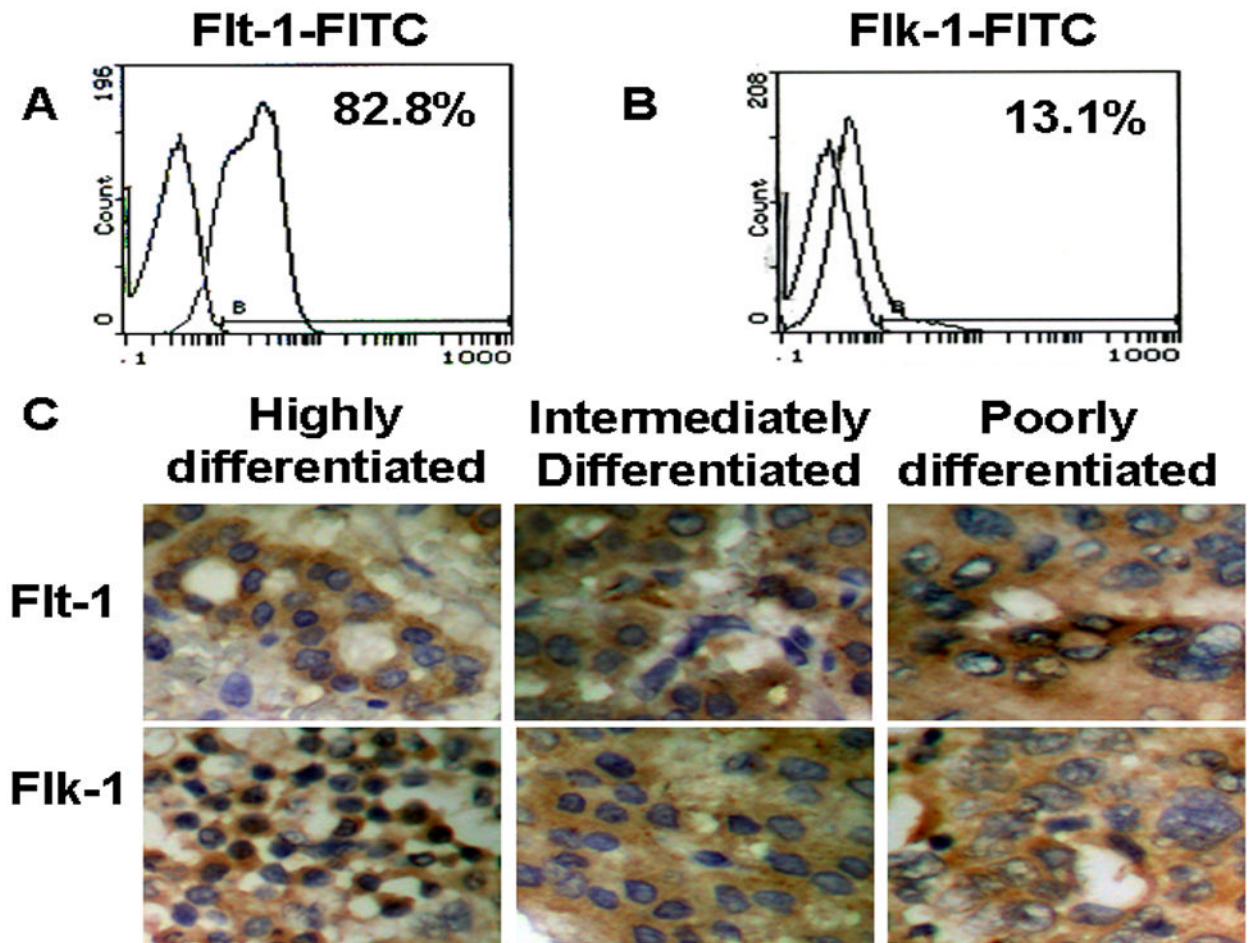 Flt-1-FITC
Flk-1-FITC
A
196
Count
0
82.8%
B
.1
1000
B
208
Count
0
13.1%
B
.1
1000
C
Highly
differentiated
Intermediately
Differentiated
Poorly
differentiated
Flt-1
Flk-1